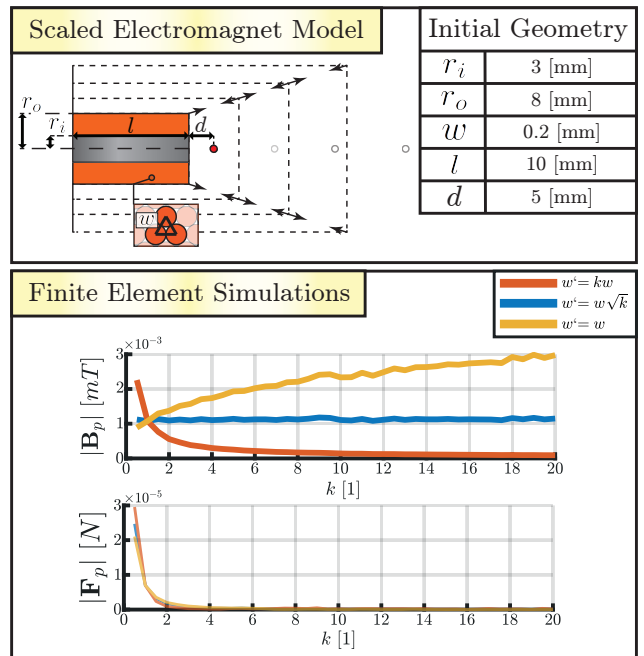 Scaled Electromagnet Model
Initial Geometry
r_i 3 [mm]
r_o 8 [mm]
w 0.2 [mm]
l 10 [mm]
d 5 [mm]
r_o
r_i
l
d
w
Finite Element Simulations
w‘= kw
w‘= w√k
w‘= w
×10⁻³
|B_p| [mT]
3
2
1
0
0 2 4 6 8 10 12 14 16 18 20
k [1]
×10⁻⁵
|F_p| [N]
3
2
1
0
0 2 4 6 8 10 12 14 16 18 20
k [1]